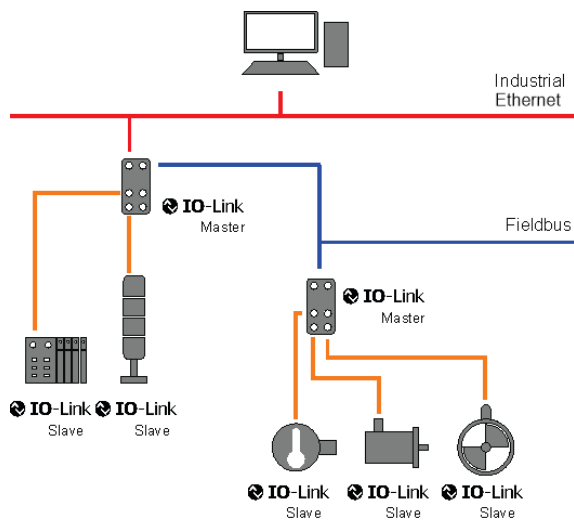 Industrial
Ethernet
IO-Link
Master
Fieldbus
IO-Link
Master
IO-Link IO-Link
Slave Slave
IO-Link IO-Link IO-Link
Slave Slave Slave